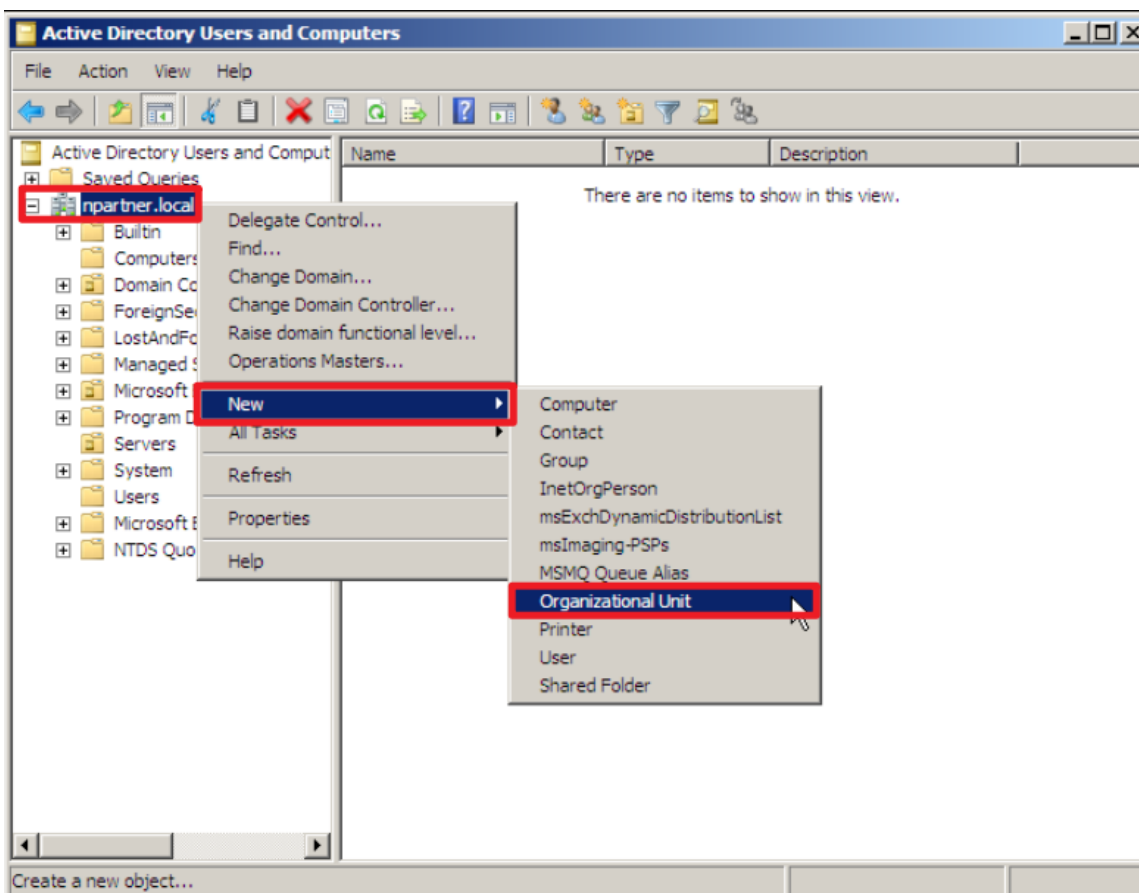 Active Directory Users and Computers
File Action View Help
Active Directory Users and Comput
Saved Queries
npartner.local
Builtin
Computers
Domain Co
ForeignSe
LostAndFo
Managed
Microsoft
Program D
Servers
System
Users
Microsoft E
NTDS Quo
Name Type Description
There are no items to show in this view.
Delegate Control...
Find...
Change Domain...
Change Domain Controller...
Raise domain functional level...
Operations Masters...
New
All Tasks
Refresh
Properties
Help
Computer
Contact
Group
InetOrgPerson
msExchDynamicDistributionList
msImaging-PSPs
MSMQ Queue Alias
Organizational Unit
Printer
User
Shared Folder
Create a new object...